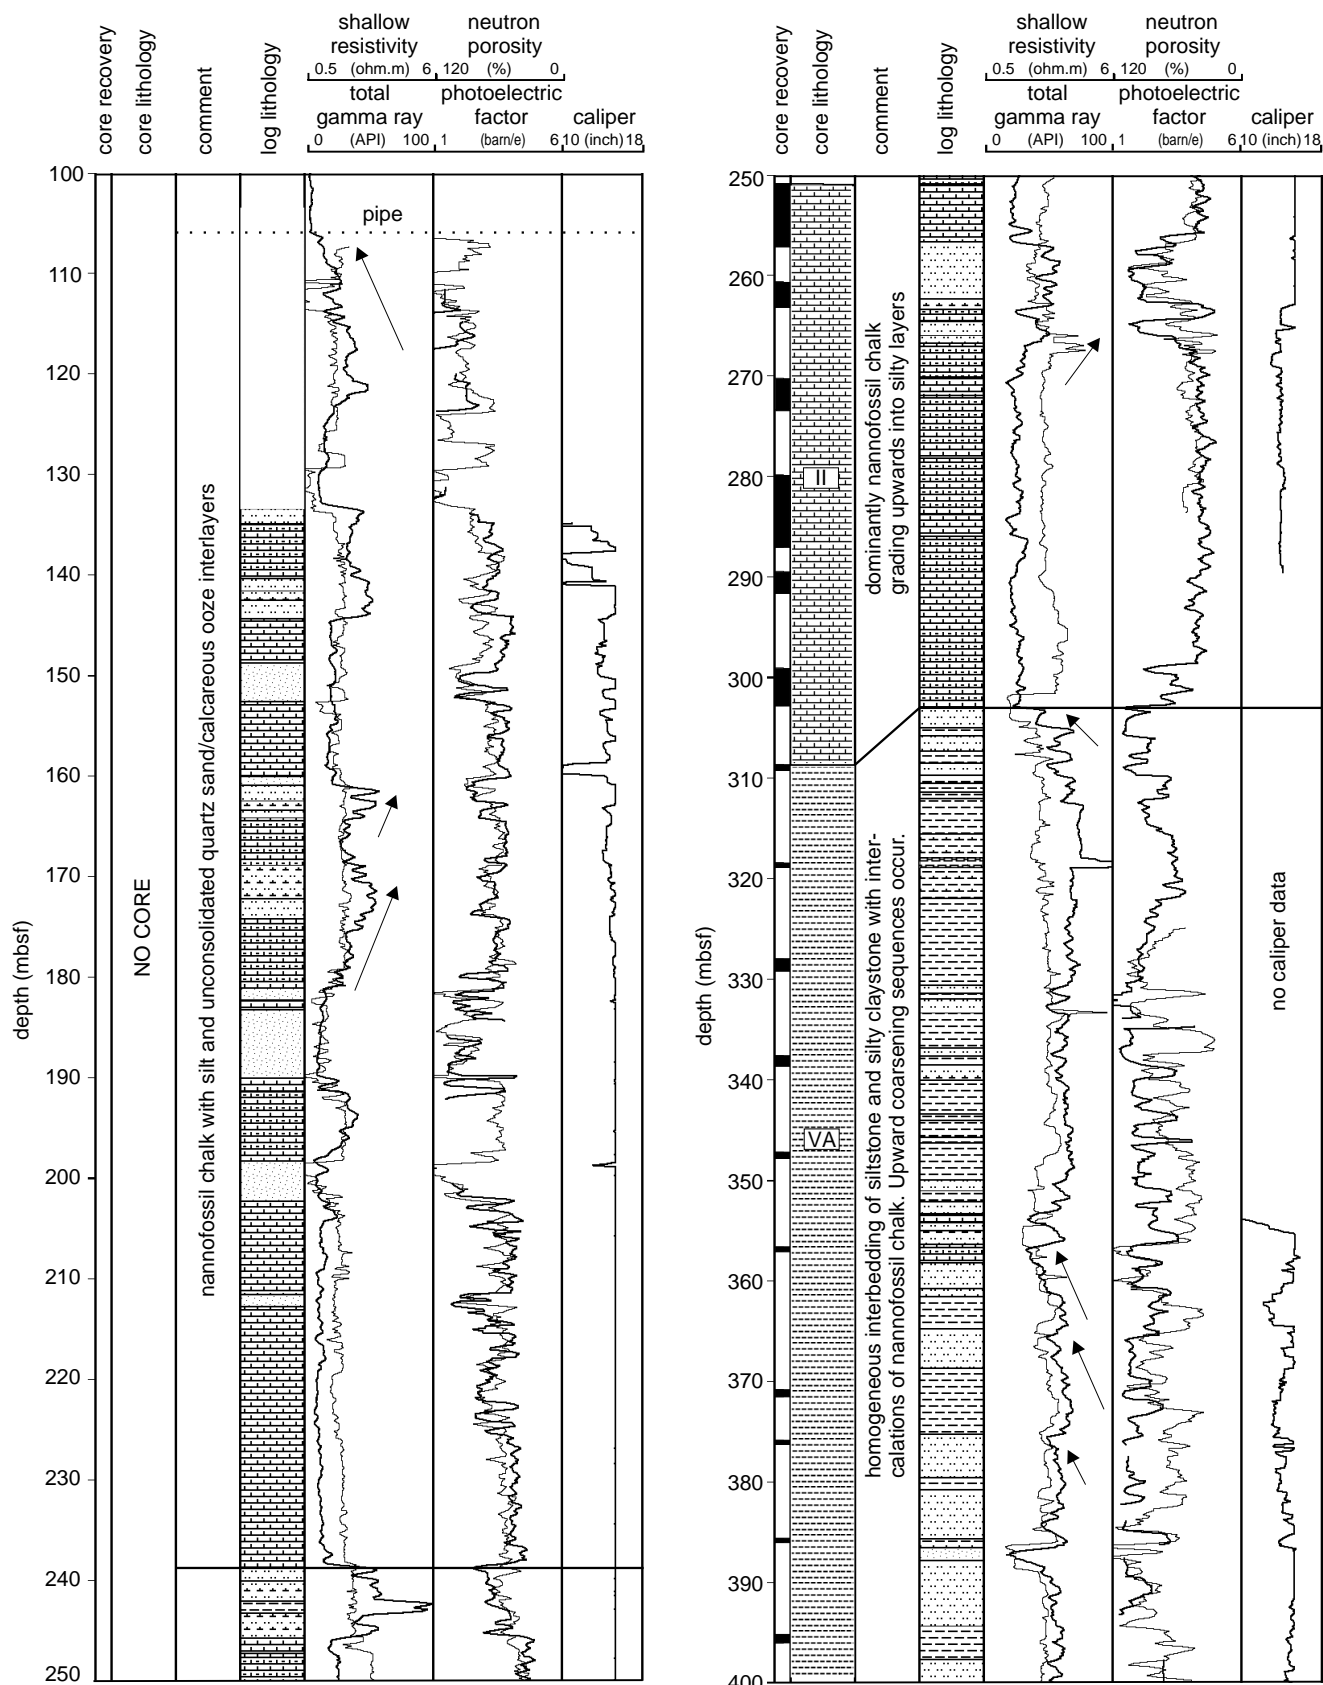 core recovery
core lithology
comment
log lithology
shallow
resistivity
0.5 (ohm.m) 6
total
gamma ray
0 (API) 100
neutron
porosity
120 (%) 0
photoelectric
factor
1 (barn/e) 6
caliper
10 (inch) 18
depth (mbsf)
100
110
120
130
140
150
160
170
180
190
200
210
220
230
240
250
NO CORE
nannofossil chalk with silt and unconsolidated quartz sand/calcareous ooze interlayers
pipe
core recovery
core lithology
comment
log lithology
shallow
resistivity
0.5 (ohm.m) 6
total
gamma ray
0 (API) 100
neutron
porosity
120 (%) 0
photoelectric
factor
1 (barn/e) 6
caliper
10 (inch) 18
depth (mbsf)
250
260
270
280
290
300
310
320
330
340
350
360
370
380
390
400
II
VA
dominantly nannofossil chalk
grading upwards into silty layers
homogeneous interbedding of siltstone and silty claystone with inter-
calations of nannofossil chalk. Upward coarsening sequences occur.
no caliper data